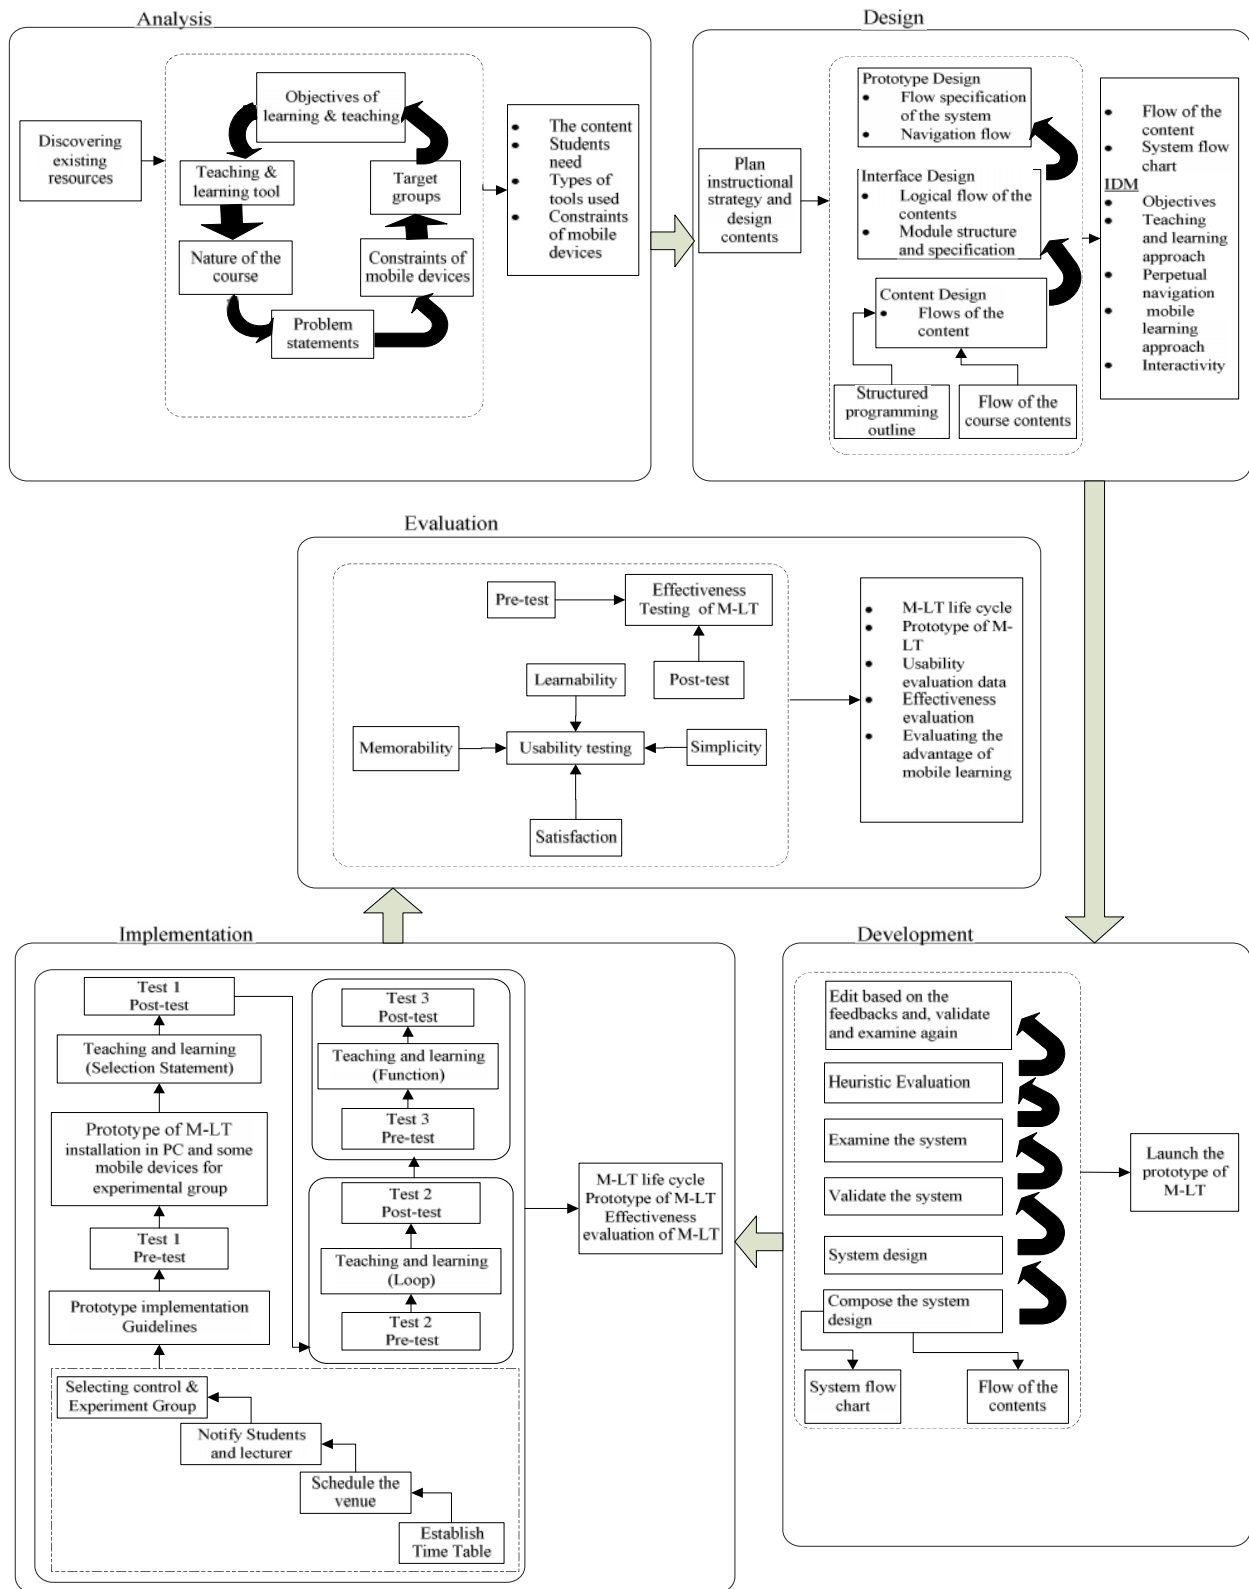 Analysis
Discovering
existing
resources
Objectives of
learning & teaching
Teaching &
learning tool
Target
groups
Nature of the
course
Constraints of
mobile devices
Problem
statements
• The content
• Students
need
• Types of
tools used
• Constraints
of mobile
devices
Design
Plan
instructional
strategy and
design
contents
Prototype Design
• Flow specification
of the system
• Navigation flow
Interface Design
• Logical flow of the
contents
• Module structure
and specification
Content Design
• Flows of the
content
Structured
programming
outline
Flow of the
course contents
• Flow of the
content
• System flow
chart
IDM
• Objectives
• Teaching
and learning
approach
• Perpetual
navigation
• mobile
learning
approach
• Interactivity
Evaluation
Pre-test
Effectiveness
Testing of M-LT
Post-test
Learnability
Memorability
Usability testing
Simplicity
Satisfaction
• M-LT life cycle
• Prototype of M-
LT
• Usability
evaluation data
• Effectiveness
evaluation
• Evaluating the
advantage of
mobile learning
Implementation
Test 1
Post-test
Teaching and learning
(Selection Statement)
Prototype of M-LT
installation in PC and some
mobile devices for
experimental group
Test 1
Pre-test
Prototype implementation
Guidelines
Selecting control &
Experiment Group
Notify Students
and lecturer
Schedule the
venue
Establish
Time Table
Test 3
Post-test
Teaching and learning
(Function)
Test 3
Pre-test
Test 2
Post-test
Teaching and learning
(Loop)
Test 2
Pre-test
M-LT life cycle
Prototype of M-LT
Effectiveness
evaluation of M-LT
Development
Edit based on the
feedbacks and, validate
and examine again
Heuristic Evaluation
Examine the system
Validate the system
System design
Compose the system
design
System flow
chart
Flow of the
contents
Launch the
prototype of
M-LT